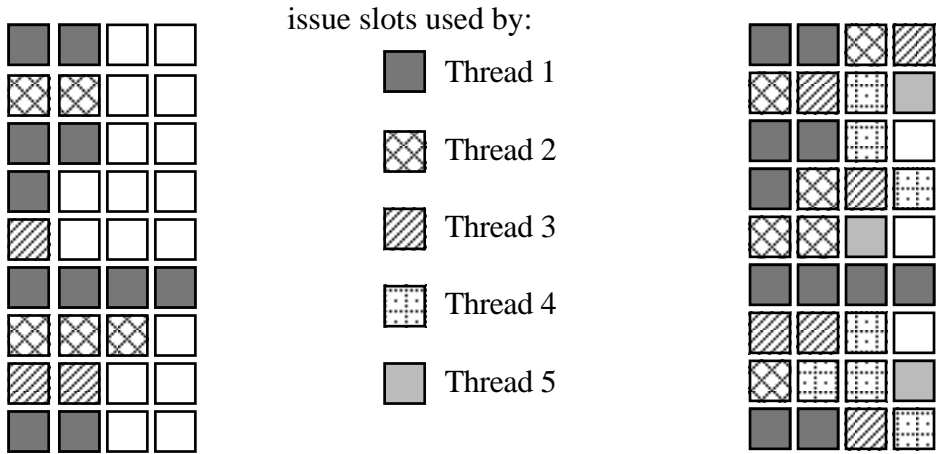 issue slots used by:
Thread 1
Thread 2
Thread 3
Thread 4
Thread 5